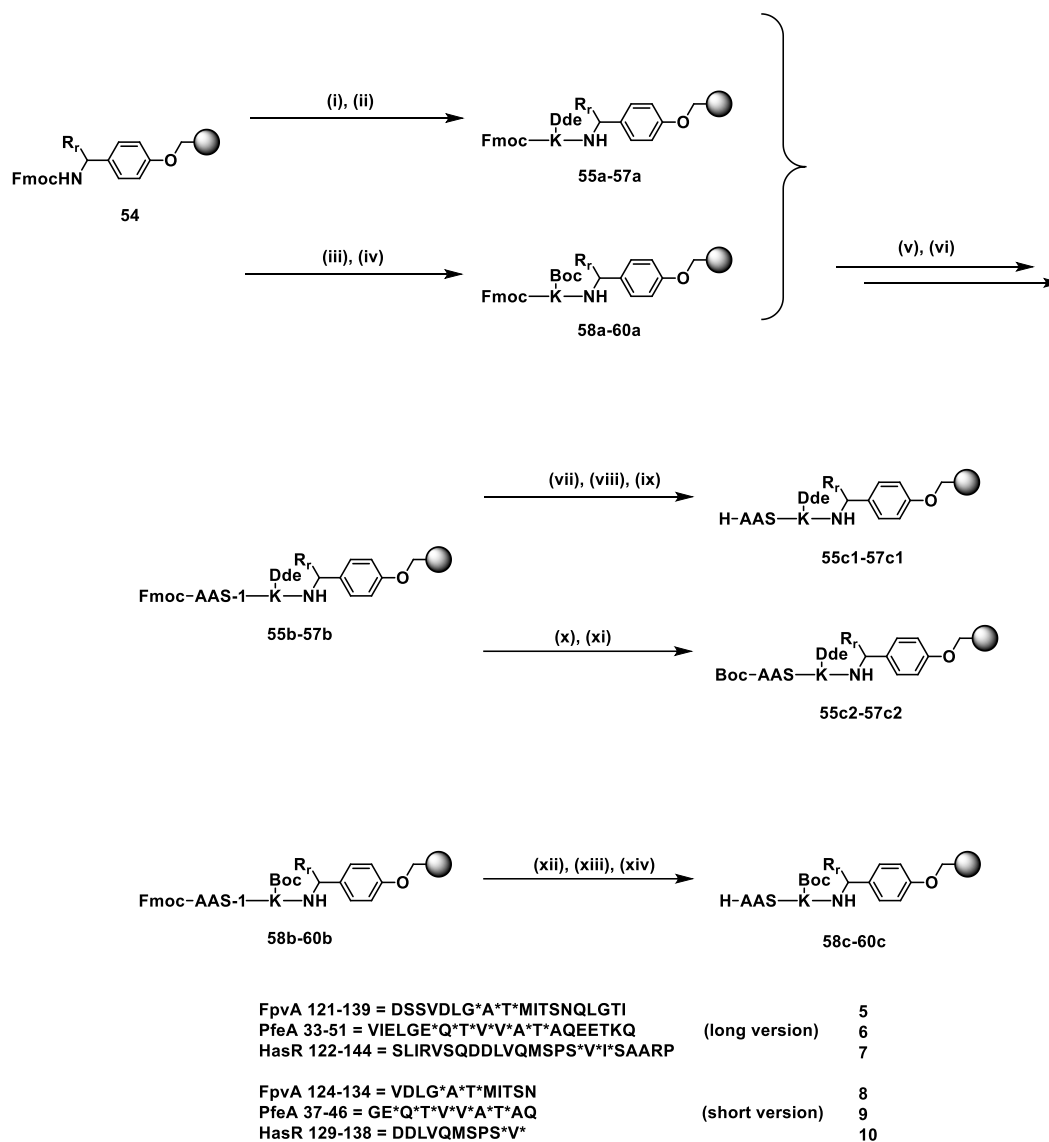 (i), (ii)
Rr
Dde
Fmoc K NH
O
55a-57a
Rr
FmocHN
O
54
(iii), (iv)
Rr
Boc
Fmoc K NH
O
58a-60a
(v), (vi)
(vii), (viii), (ix)
Rr
Dde
H-AAS K NH
O
55c1-57c1
Rr
Dde
Fmoc-AAS-1 K NH
O
55b-57b
(x), (xi)
Rr
Dde
Boc-AAS K NH
O
55c2-57c2
Rr
Boc
Fmoc-AAS-1 K NH
O
58b-60b
(xii), (xiii), (xiv)
Rr
Boc
H-AAS K NH
O
58c-60c
FpvA 121-139 = DSSVDLG*A*T*MITSNQLGTI 5
PfeA 33-51 = VIELGE*Q*T*V*V*A*T*AQEETKQ (long version) 6
HasR 122-144 = SLIRVSQDDLVQMSPS*V*I*SAARP 7
FpvA 124-134 = VDLG*A*T*MITSN 8
PfeA 37-46 = GE*Q*T*V*V*A*T*AQ (short version) 9
HasR 129-138 = DDLVQMSPS*V* 10